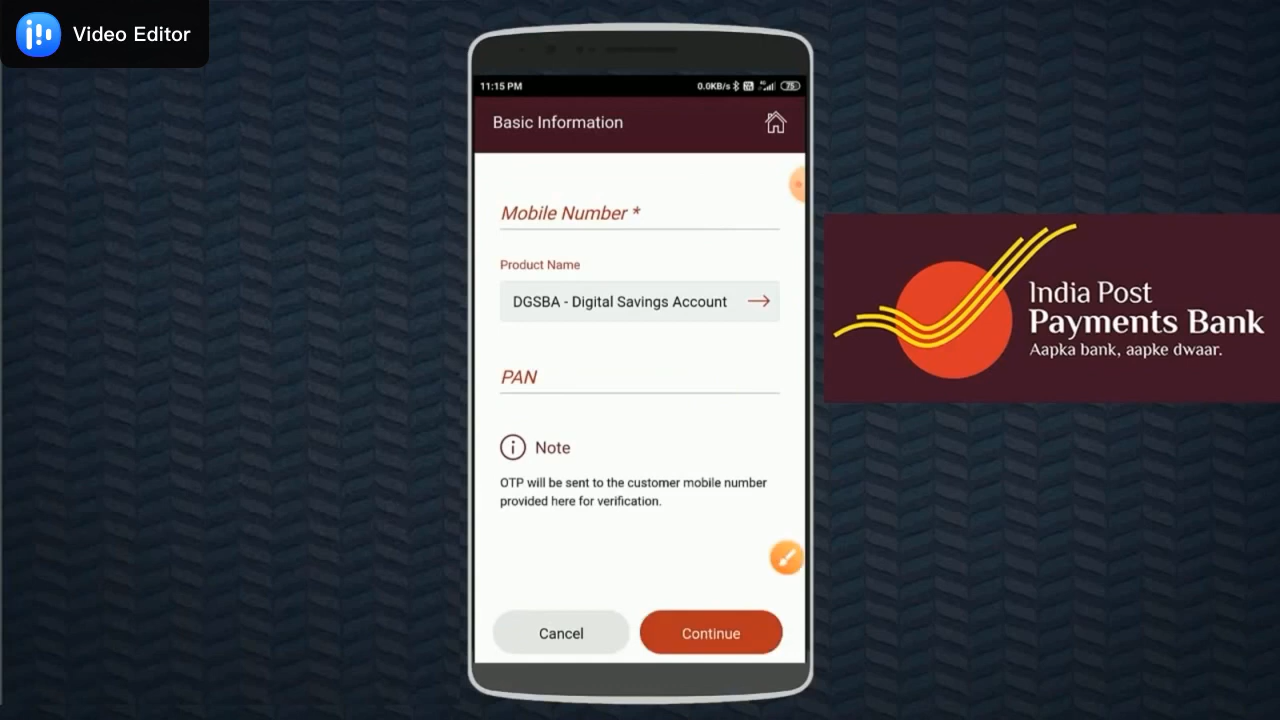 Video Editor
11:15 PM
0.0KB/s
75
Basic Information
Mobile Number *
Product Name
DGSBA - Digital Savings Account
PAN
Note
OTP will be sent to the customer mobile number
provided here for verification.
Cancel
Continue
India Post
Payments Bank
Aapka bank, aapke dwaar.